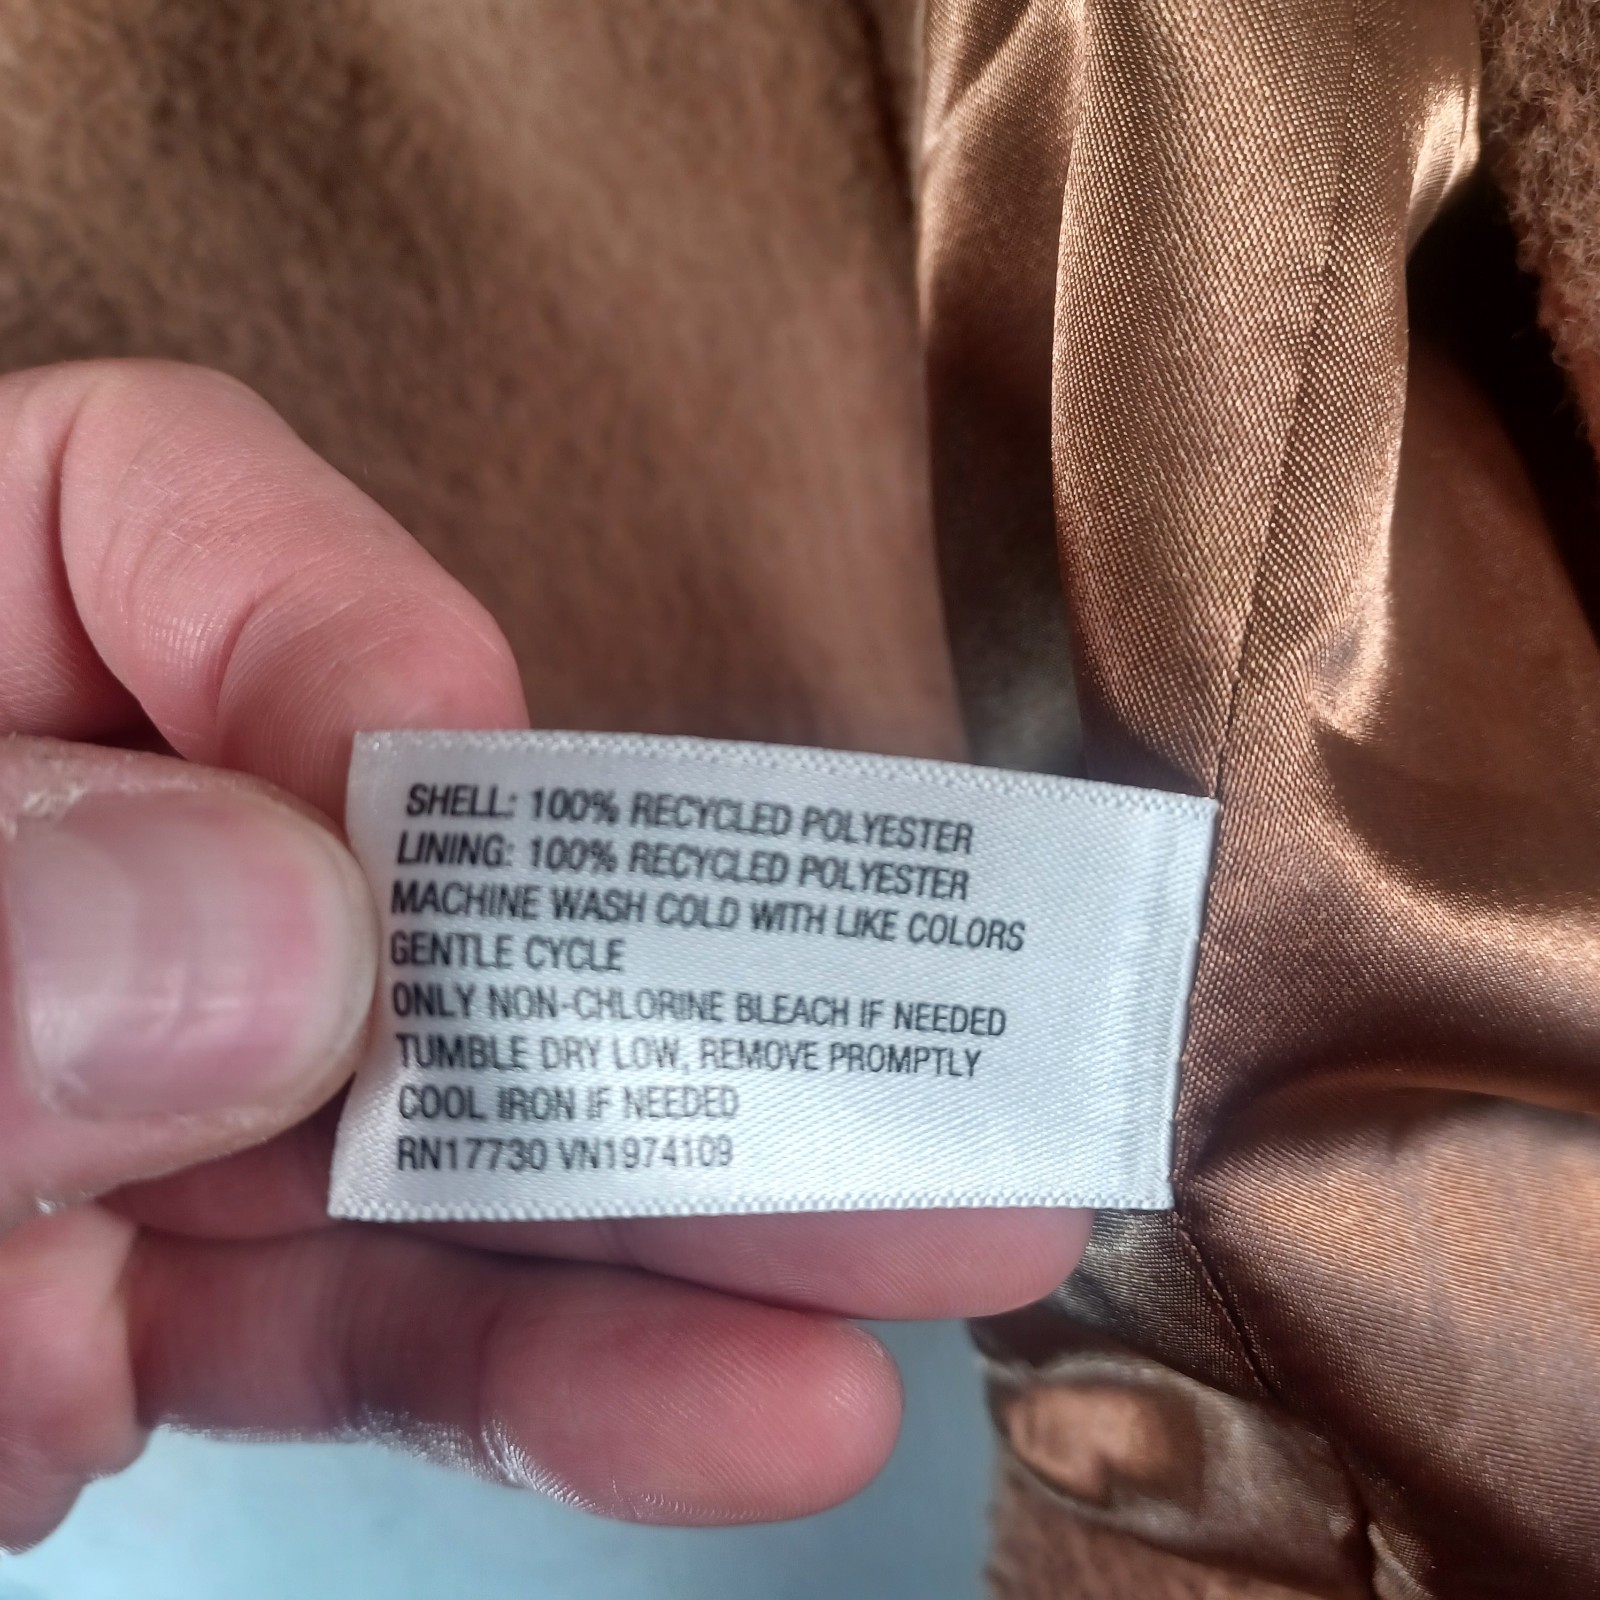 SHELL: 100% RECYCLED POLYESTER
LINING: 100% RECYCLED POLYESTER
MACHINE WASH COLD WITH LIKE COLORS
GENTLE CYCLE
ONLY NON-CHLORINE BLEACH IF NEEDED
TUMBLE DRY LOW, REMOVE PROMPTLY
COOL IRON IF NEEDED
RN17730 VN1974109